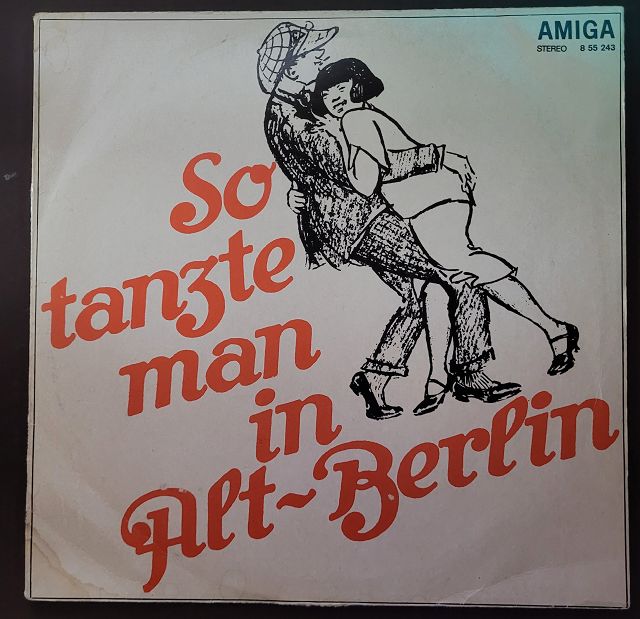 AMIGA
STEREO 8 55 243
So
tanzte
man
in
Alt-Berlin